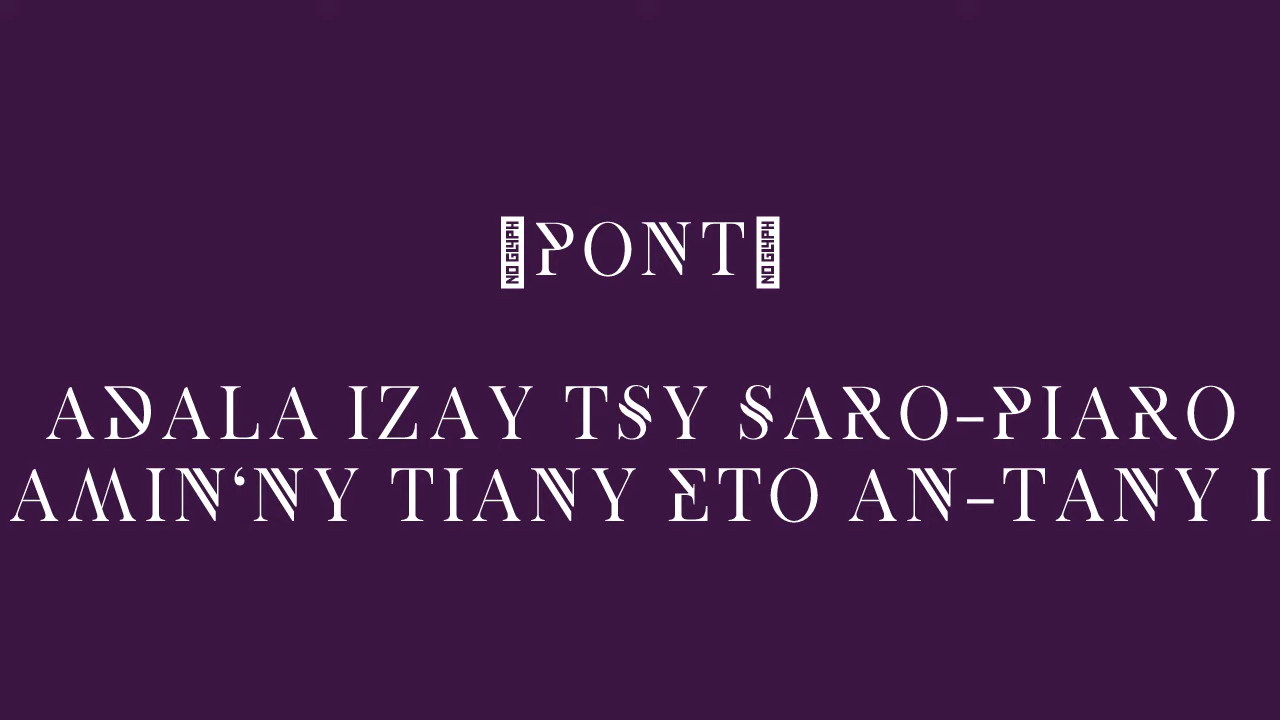 PONT
ADALA IZAY TSY SARO-PIARO
AMIN‘NY TIANY ETO AN-TANY I